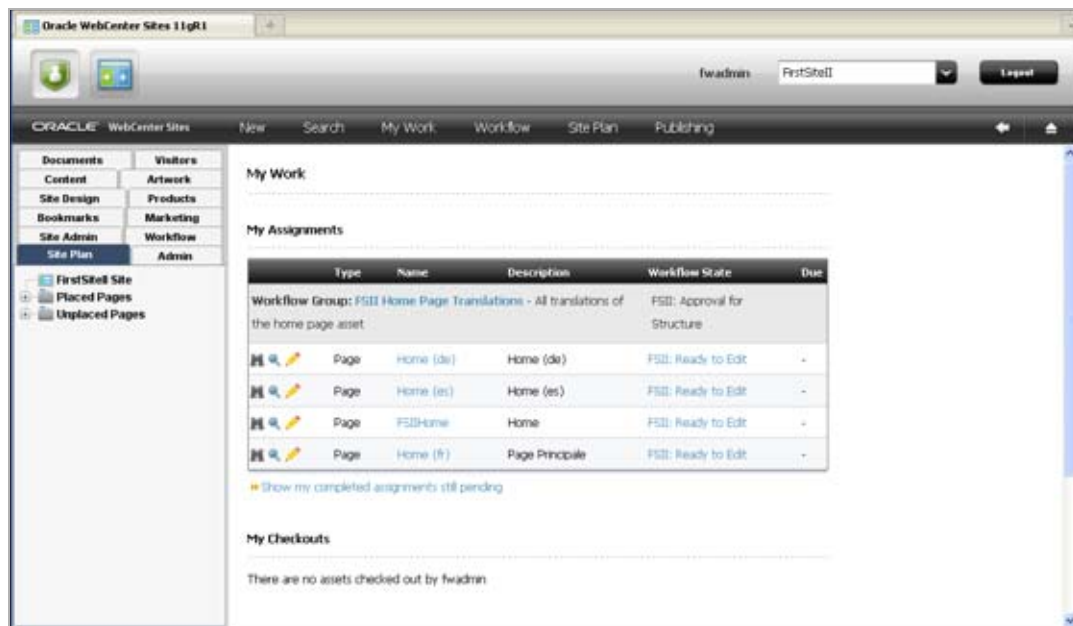 Oracle WebCenter Sites 11gR1
fwadmin FirstSiteII Logout
ORACLE WebCenter Sites New Search My Work Workflow Site Plan Publishing
Documents Visitors
Content Artwork
Site Design Products
Bookmarks Marketing
Site Admin Workflow
Site Plan Admin
FirstSiteII Site
Placed Pages
Unplaced Pages
My Work
My Assignments
Type Name Description Workflow State Due
Workflow Group: FSII Home Page Translations - All translations of FSII: Approval for
the home page asset Structure
Page Home (de) Home (de) FSII: Ready to Edit -
Page Home (es) Home (es) FSII: Ready to Edit -
Page FSIIHome Home FSII: Ready to Edit -
Page Home (fr) Page Principale FSII: Ready to Edit -
Show my completed assignments still pending
My Checkouts
There are no assets checked out by fwadmin